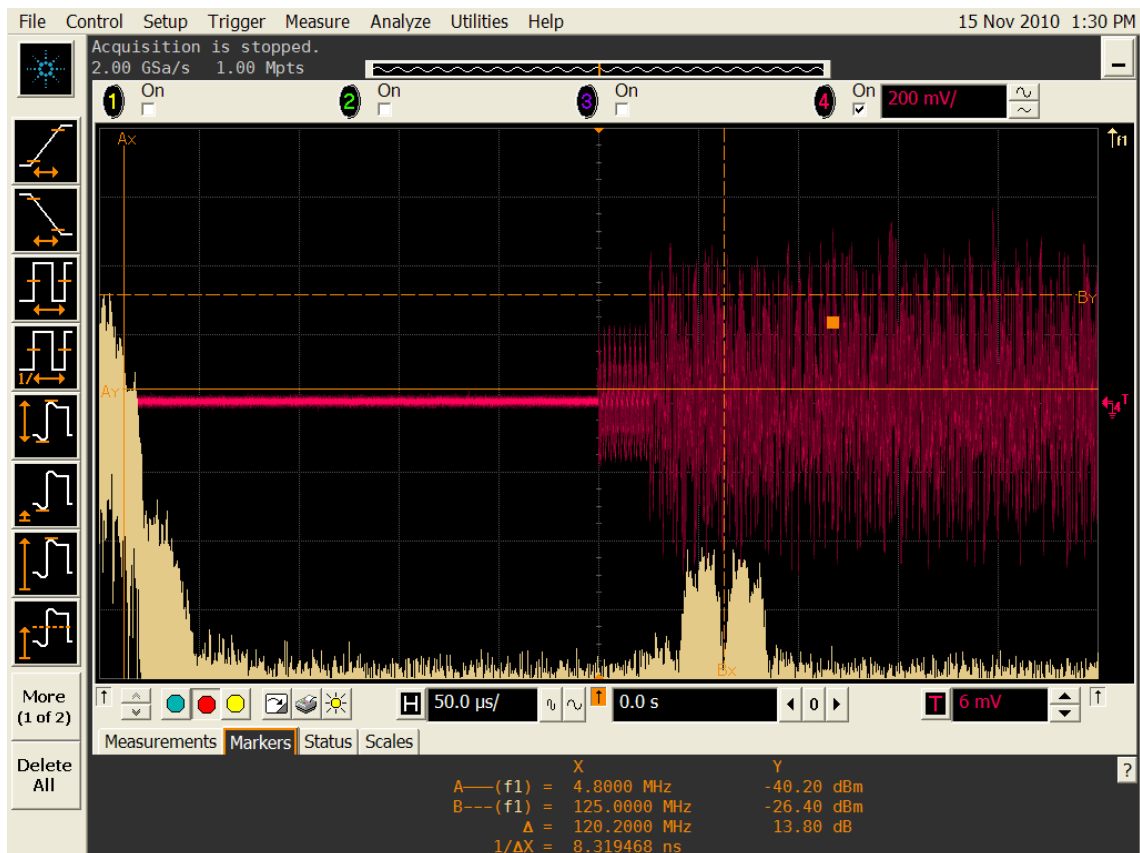 File Control Setup Trigger Measure Analyze Utilities Help 15 Nov 2010 1:30 PM
Acquisition is stopped.
2.00 GSa/s 1.00 Mpts
1 On 2 On 3 On 4 On 200 mV/
Ax
f1
By
Ay
4 T
1/
Bx
More
(1 of 2)
H 50.0 µs/ 0.0 s 0 T 6 mV
Measurements Markers Status Scales
Delete
All
?
X Y
A———(f1) = 4.8000 MHz -40.20 dBm
B---(f1) = 125.0000 MHz -26.40 dBm
Δ = 120.2000 MHz 13.80 dB
1/ΔX = 8.319468 ns